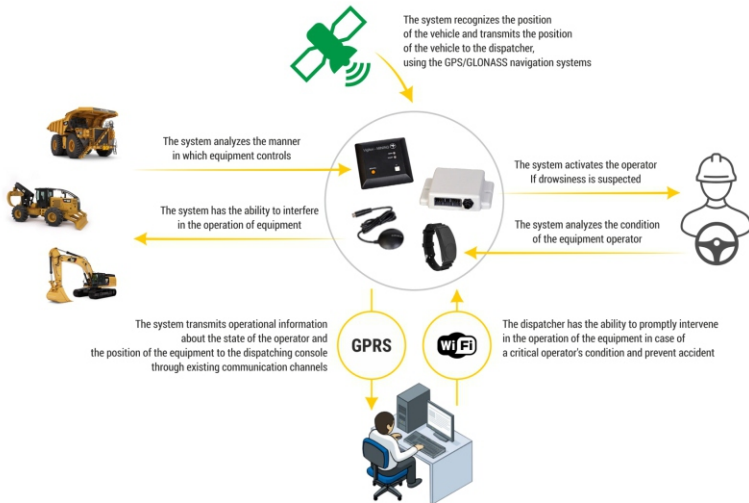 The system recognizes the position
of the vehicle and transmits the position
of the vehicle to the dispatcher,
using the GPS/GLONASS navigation systems
The system analyzes the manner
in which equipment controls
The system activates the operator
If drowsiness is suspected
The system has the ability to interfere
in the operation of equipment
The system analyzes the condition
of the equipment operator
The system transmits operational information
about the state of the operator and
the position of the equipment to the dispatching console
through existing communication channels
GPRS
WiFi
The dispatcher has the ability to promptly intervene
in the operation of the equipment in case of
a critical operator's condition and prevent accident